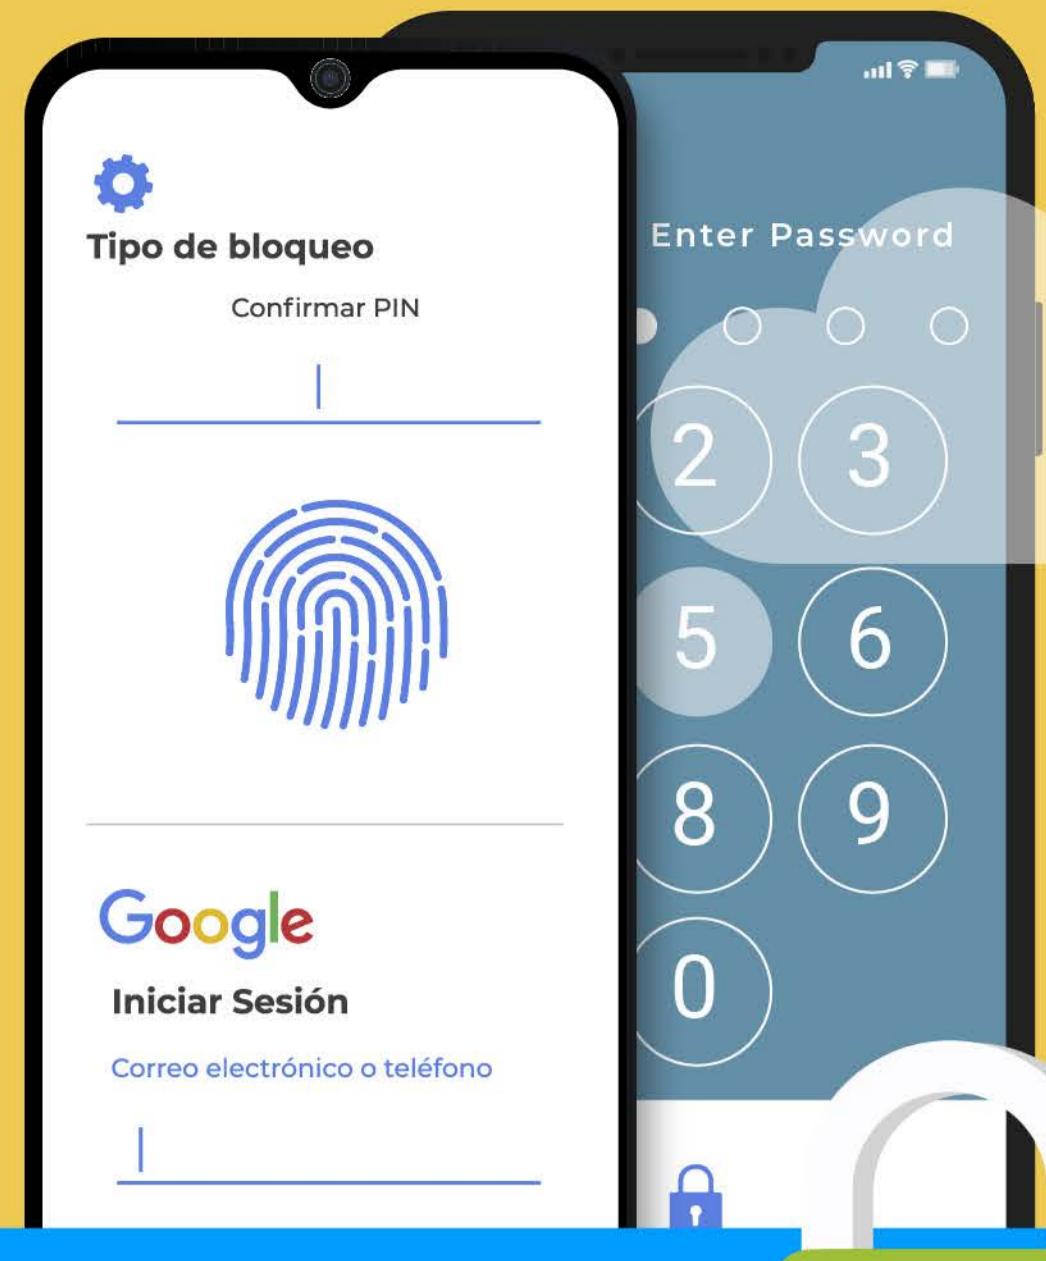 Tipo de bloqueo
Confirmar PIN
Google
Iniciar Sesión
Correo electrónico o teléfono
Enter Password
2 3
5 6
8 9
0